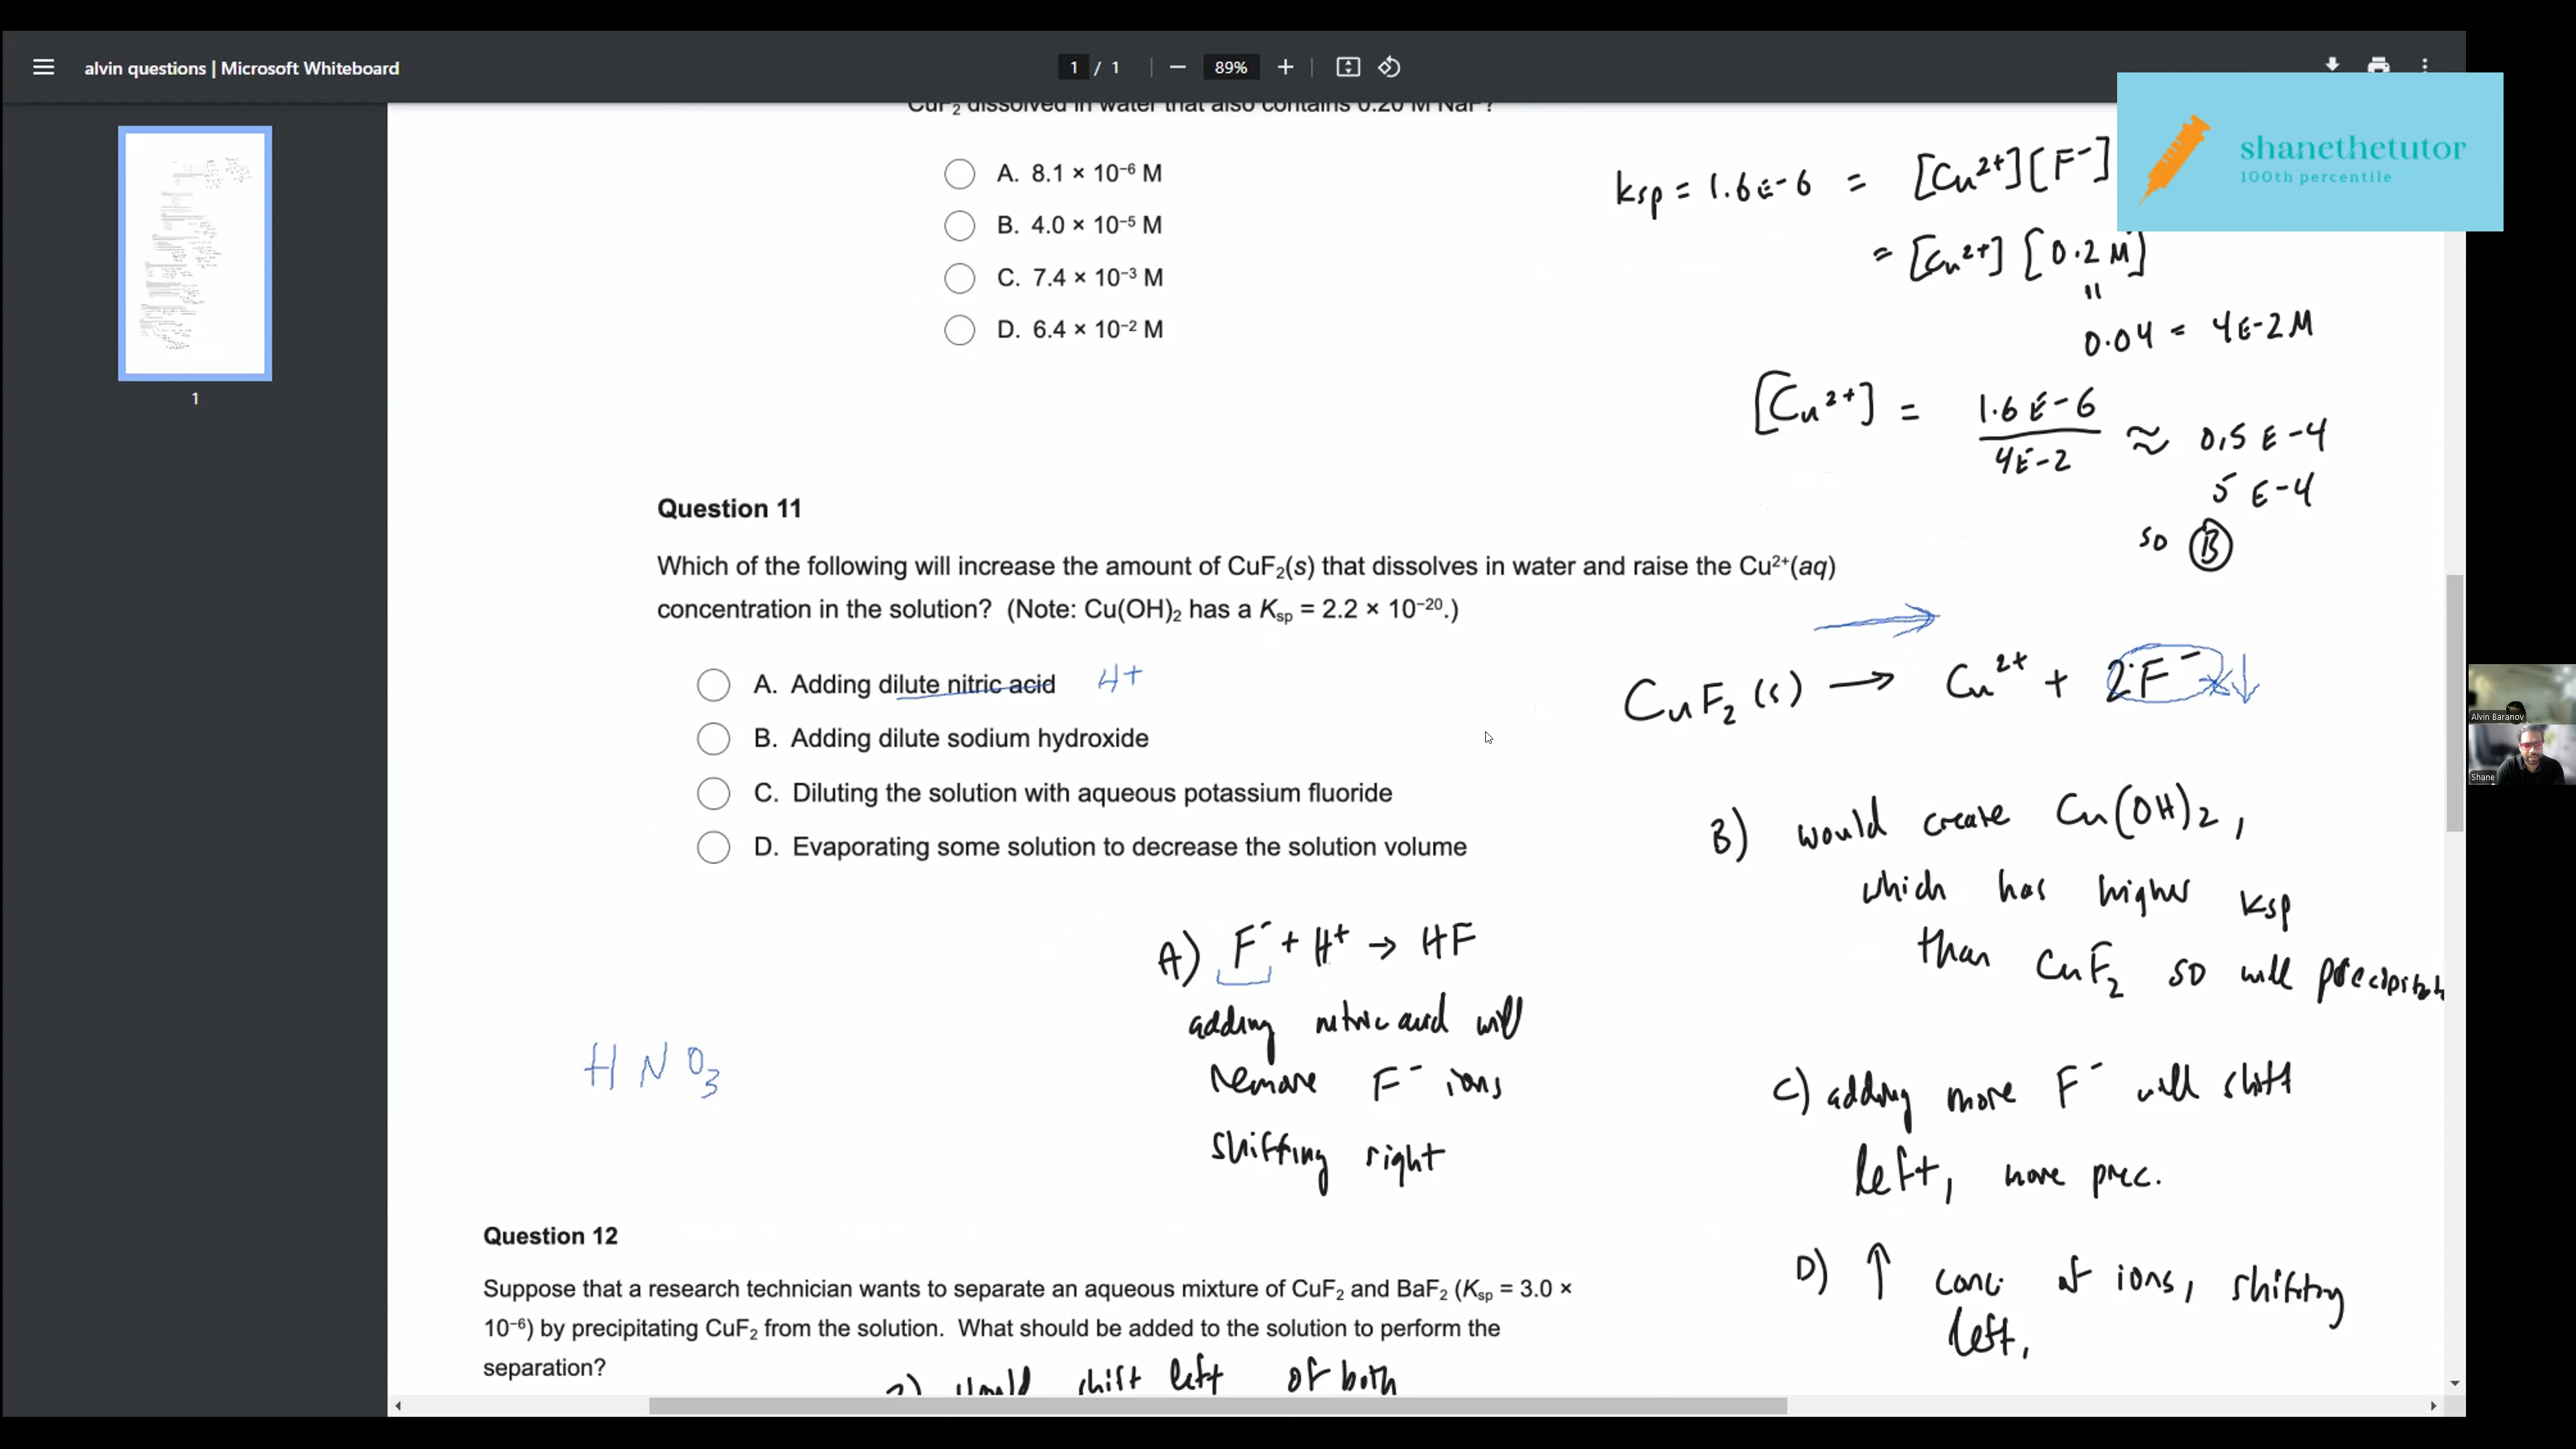 alvin questions | Microsoft Whiteboard
1 / 1
89%
1
shanethetutor
100th percentile
CuF2 dissolved in water that also contains 0.20 M NaF?
A. 8.1 × 10⁻⁶ M
B. 4.0 × 10⁻⁵ M
C. 7.4 × 10⁻³ M
D. 6.4 × 10⁻² M
Ksp = 1.6E-6 = [Cu²⁺][F⁻]
= [Cu²⁺][0.2M]
"
0.04 = 4E-2M
[Cu²⁺] = 1.6E-6 / 4E-2 ≈ 0.5E-4
5E-4
so B
Question 11
Which of the following will increase the amount of CuF₂(s) that dissolves in water and raise the Cu²⁺(aq)
concentration in the solution? (Note: Cu(OH)₂ has a Ksp = 2.2 × 10⁻²⁰.)
A. Adding dilute nitric acid H+
B. Adding dilute sodium hydroxide
C. Diluting the solution with aqueous potassium fluoride
D. Evaporating some solution to decrease the solution volume
CuF₂(s) → Cu²⁺ + 2F⁻ ↓
B) would create Cu(OH)₂,
which has higher Ksp
than CuF₂ so will
A) F⁻ + H⁺ → HF
adding nitric acid will
remove F⁻ ions
shifting right
HNO₃
C) adding more F⁻ will shift
left, more prec.
D) ↑ conc. of ions, shifting
left,
Question 12
Suppose that a research technician wants to separate an aqueous mixture of CuF₂ and BaF₂ (Ksp = 3.0 ×
10⁻⁶) by precipitating CuF₂ from the solution. What should be added to the solution to perform the
separation?
would shift left of both
Alvin Baranov
Shane